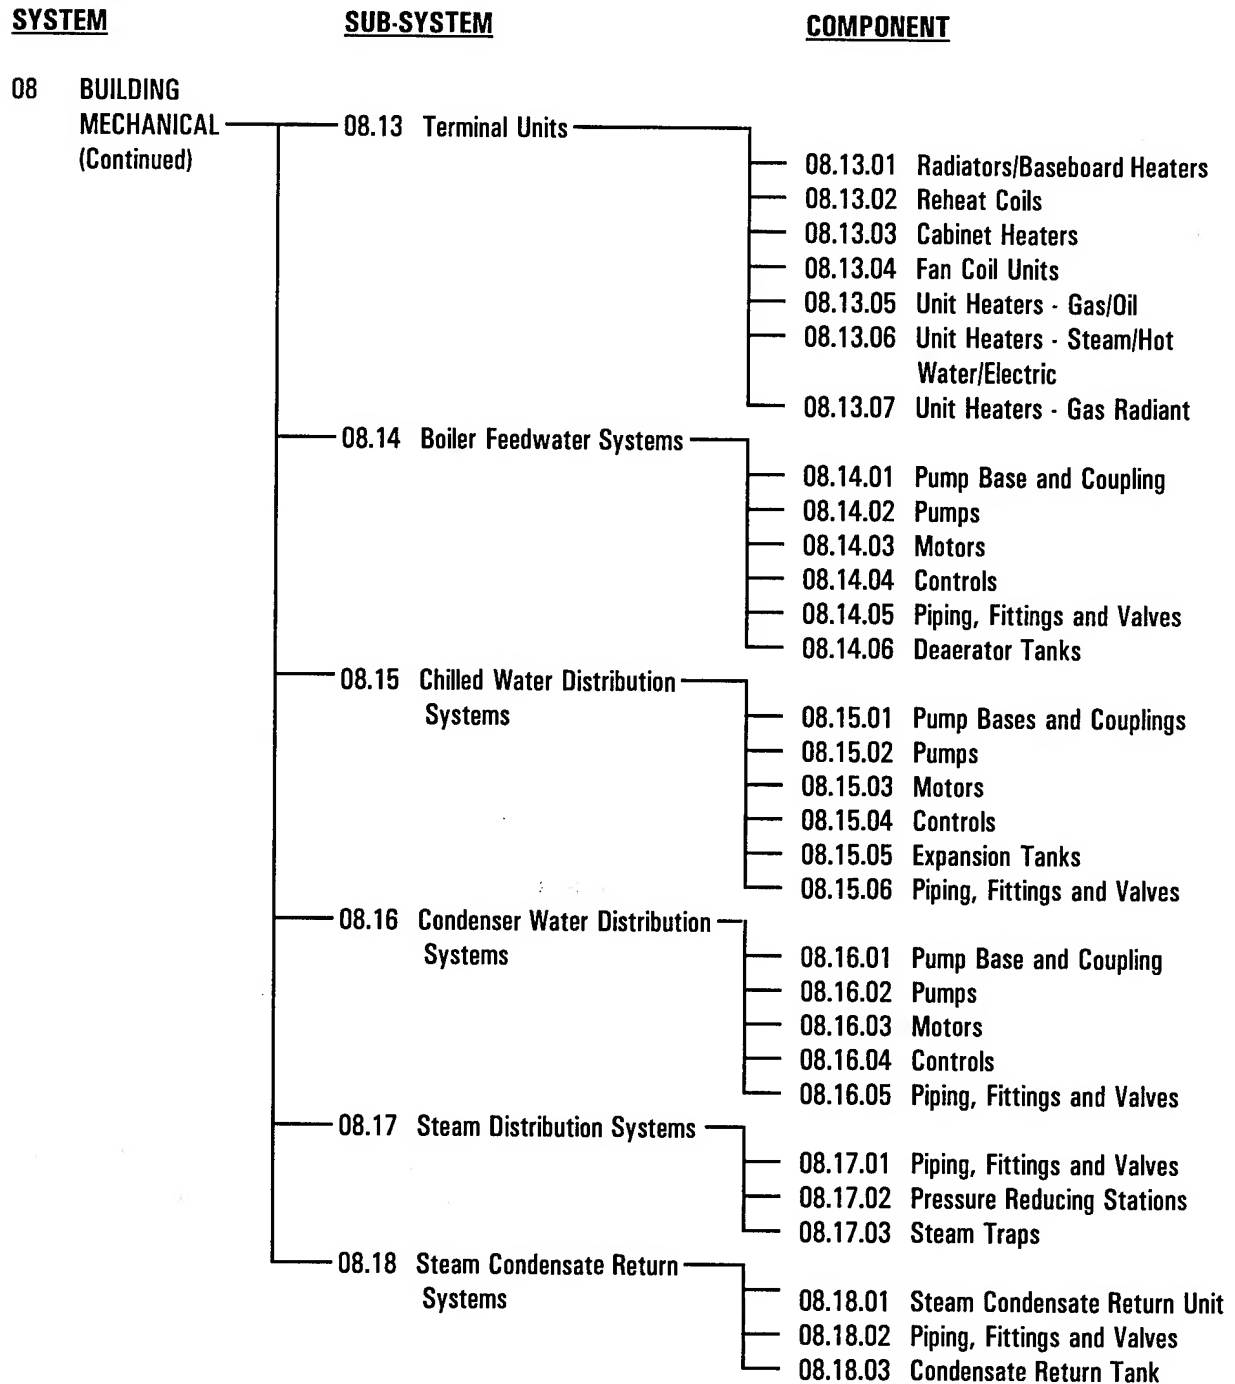 SYSTEM SUB-SYSTEM COMPONENT
08 BUILDING
MECHANICAL 08.13 Terminal Units
(Continued)
08.13.01 Radiators/Baseboard Heaters
08.13.02 Reheat Coils
08.13.03 Cabinet Heaters
08.13.04 Fan Coil Units
08.13.05 Unit Heaters - Gas/Oil
08.13.06 Unit Heaters - Steam/Hot
Water/Electric
08.13.07 Unit Heaters - Gas Radiant
08.14 Boiler Feedwater Systems
08.14.01 Pump Base and Coupling
08.14.02 Pumps
08.14.03 Motors
08.14.04 Controls
08.14.05 Piping, Fittings and Valves
08.14.06 Deaerator Tanks
08.15 Chilled Water Distribution
Systems
08.15.01 Pump Bases and Couplings
08.15.02 Pumps
08.15.03 Motors
08.15.04 Controls
08.15.05 Expansion Tanks
08.15.06 Piping, Fittings and Valves
08.16 Condenser Water Distribution
Systems
08.16.01 Pump Base and Coupling
08.16.02 Pumps
08.16.03 Motors
08.16.04 Controls
08.16.05 Piping, Fittings and Valves
08.17 Steam Distribution Systems
08.17.01 Piping, Fittings and Valves
08.17.02 Pressure Reducing Stations
08.17.03 Steam Traps
08.18 Steam Condensate Return
Systems
08.18.01 Steam Condensate Return Unit
08.18.02 Piping, Fittings and Valves
08.18.03 Condensate Return Tank